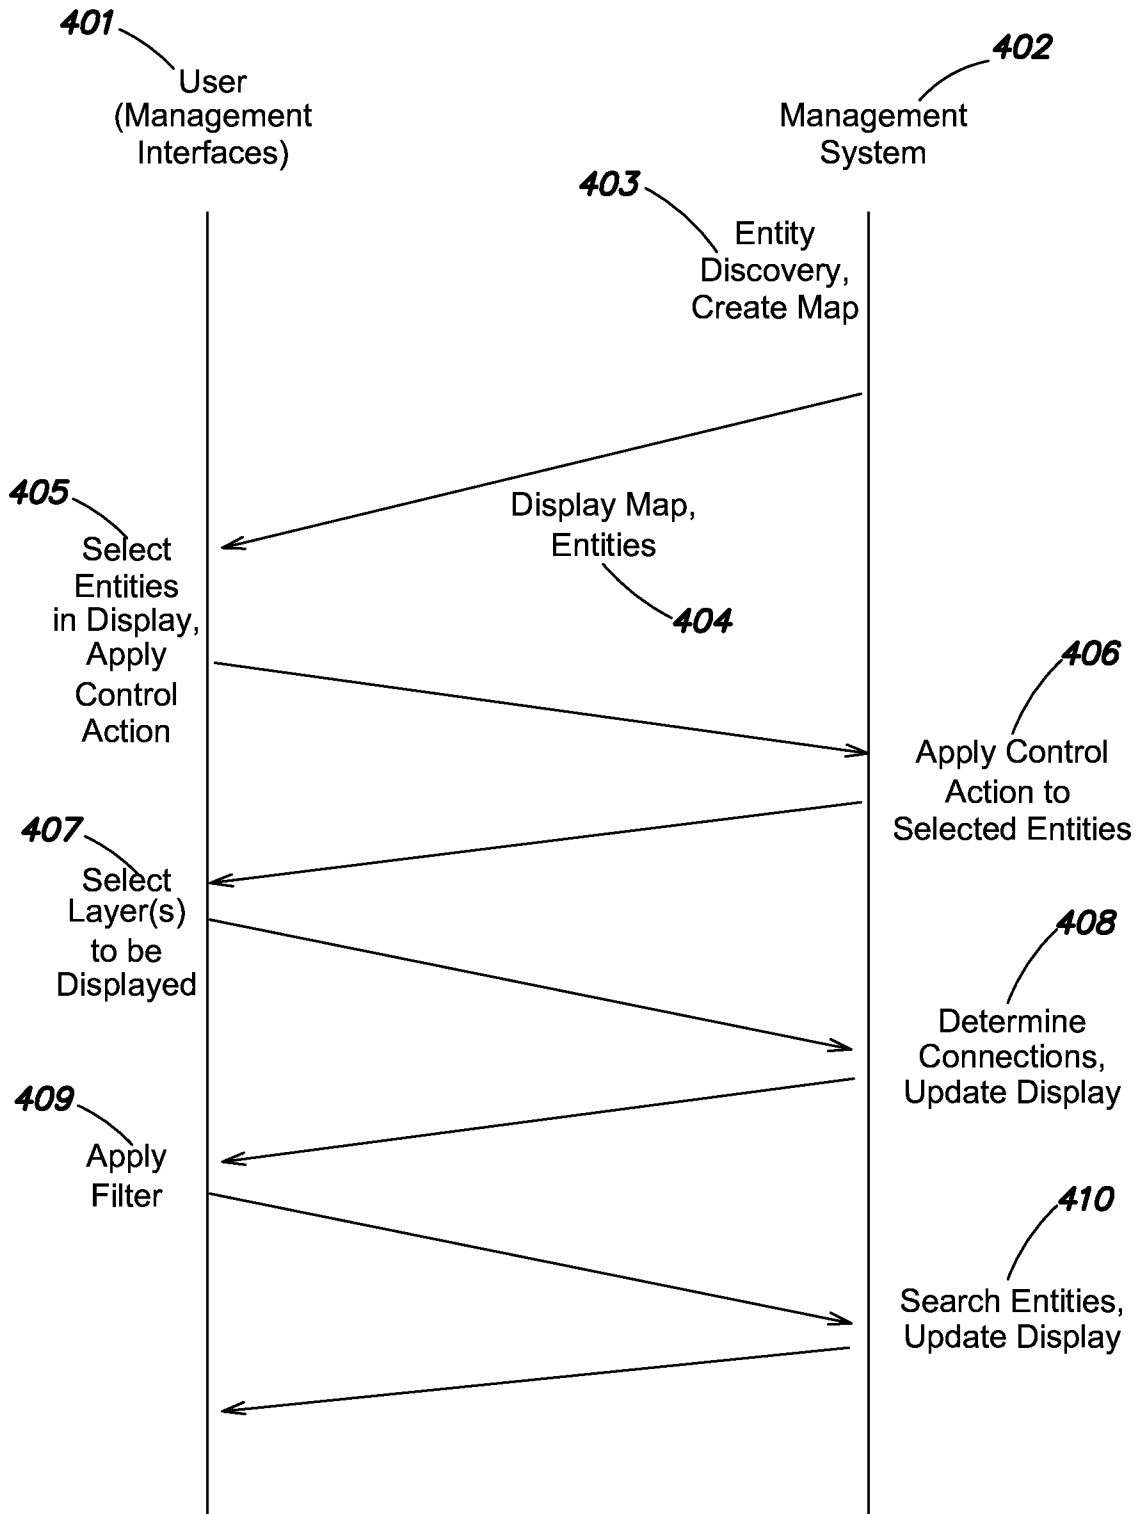 401
User
(Management
Interfaces)
402
Management
System
403
Entity
Discovery,
Create Map
Display Map,
Entities
404
405
Select
Entities
in Display,
Apply
Control
Action
406
Apply Control
Action to
Selected Entities
407
Select
Layer(s)
to be
Displayed
408
Determine
Connections,
Update Display
409
Apply
Filter
410
Search Entities,
Update Display